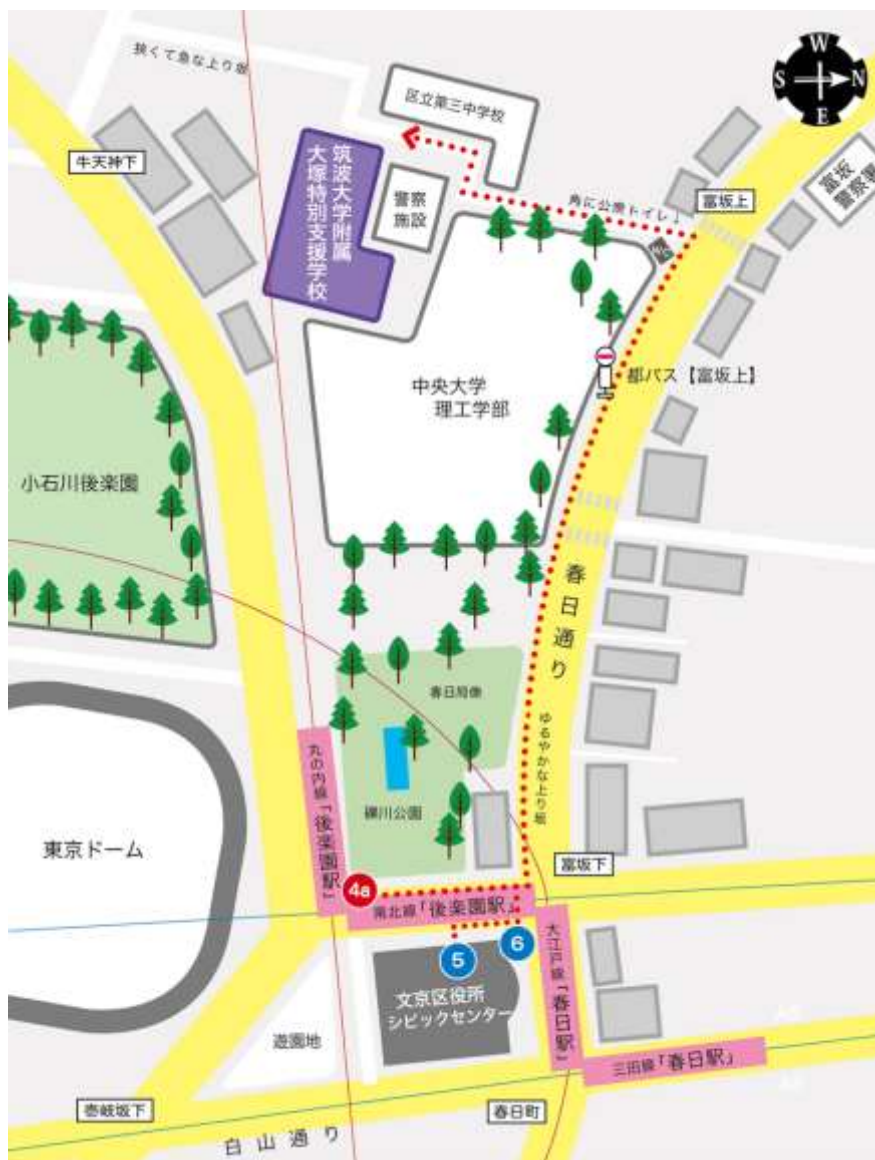 W
S
N
E
狭くて急な上り坂
区立第三中学校
牛天神下
筑波大学附属
大塚特別支援学校
警察
施設
角に公衆トイレ↓
富坂上
富坂
警察署
中央大学
理工学部
都バス【富坂上】
小石川後楽園
春日通り
春日局像
ゆるやかな上り坂
丸の内線「後楽園駅」
礫川公園
東京ドーム
富坂下
4B
南北線「後楽園駅」
5
6
大江戸線「春日駅」
文京区役所
シビックセンター
遊園地
三田線「春日駅」
壱岐坂下
春日町
白山通り